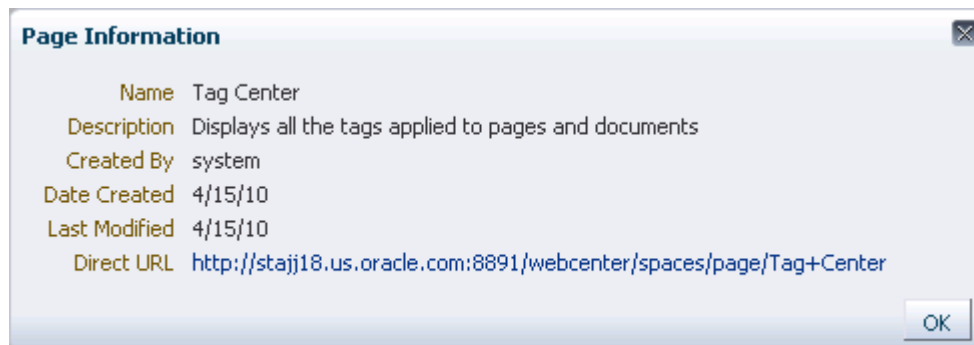 Page Information
Name Tag Center
Description Displays all the tags applied to pages and documents
Created By system
Date Created 4/15/10
Last Modified 4/15/10
Direct URL http://stajj18.us.oracle.com:8891/webcenter/spaces/page/Tag+Center
OK